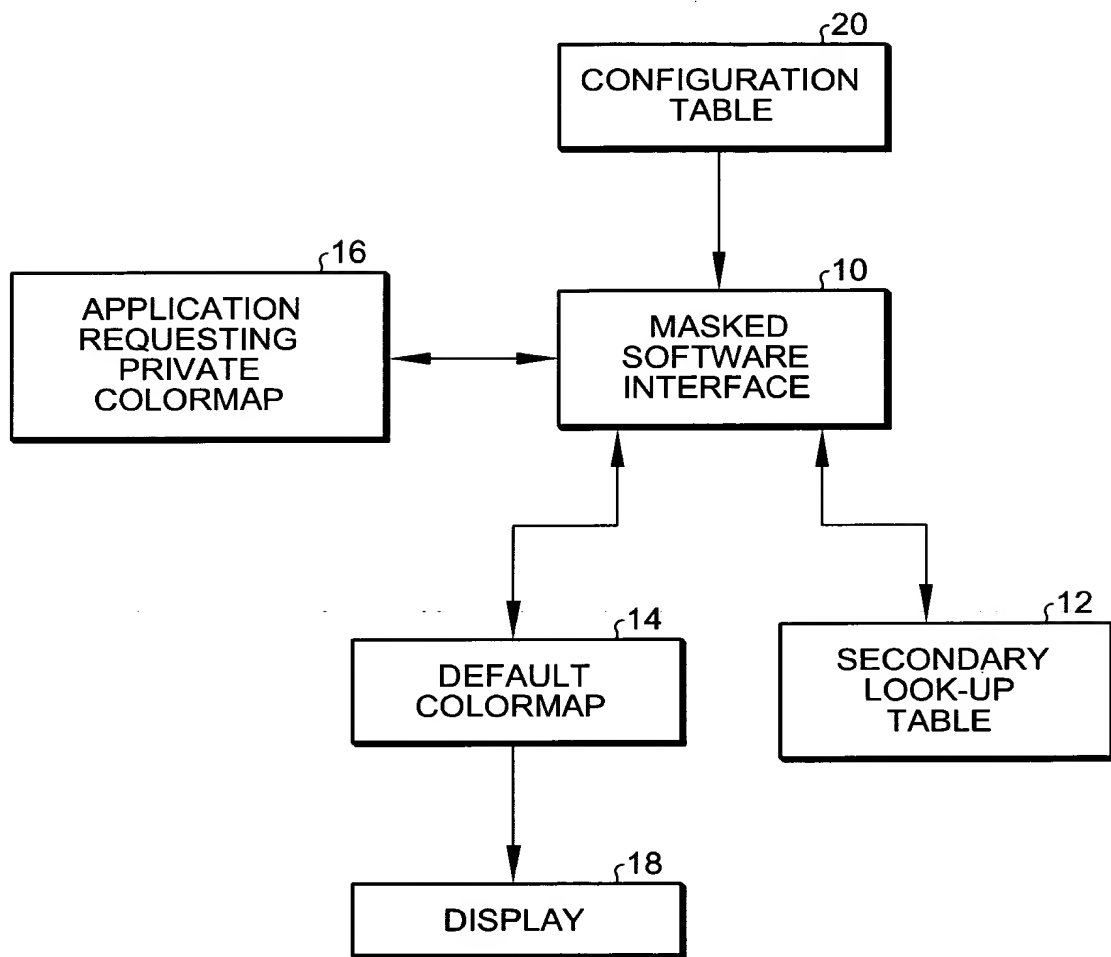 20
CONFIGURATION
TABLE
16
APPLICATION
REQUESTING
PRIVATE
COLORMAP
10
MASKED
SOFTWARE
INTERFACE
14
DEFAULT
COLORMAP
12
SECONDARY
LOOK-UP
TABLE
18
DISPLAY